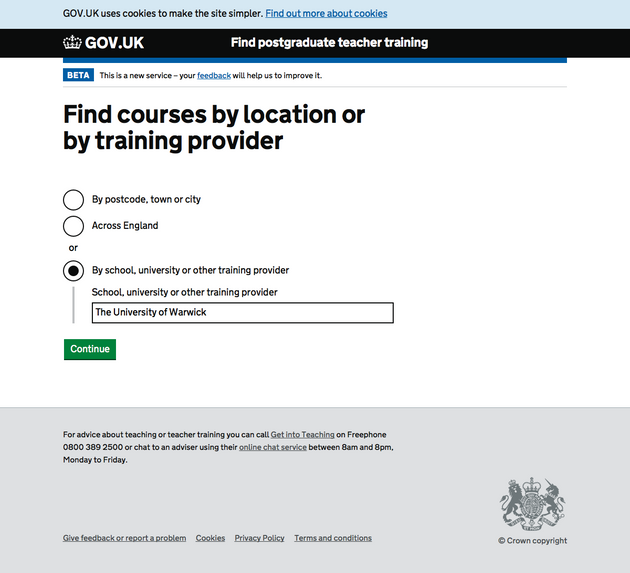 GOV.UK uses cookies to make the site simpler. Find out more about cookies
GOV.UK Find postgraduate teacher training
BETA This is a new service – your feedback will help us to improve it.
Find courses by location or
by training provider
By postcode, town or city
Across England
or
By school, university or other training provider
School, university or other training provider
The University of Warwick
Continue
For advice about teaching or teacher training you can call Get into Teaching on Freephone
0800 389 2500 or chat to an adviser using their online chat service between 8am and 8pm,
Monday to Friday.
Give feedback or report a problem Cookies Privacy Policy Terms and conditions
© Crown copyright